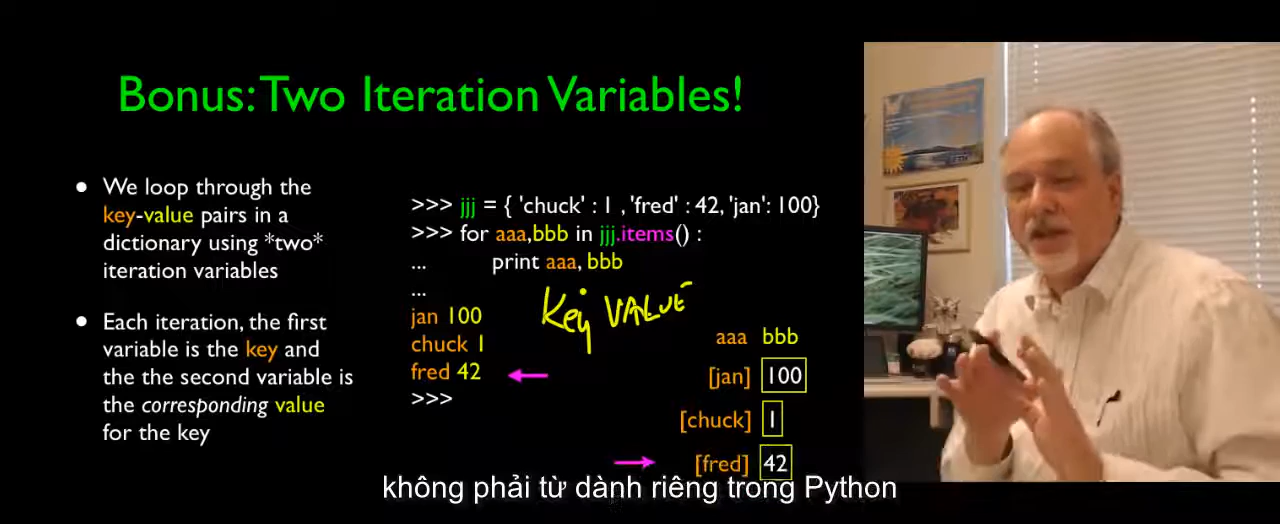 Bonus: Two Iteration Variables!
● We loop through the
key-value pairs in a
dictionary using *two*
iteration variables
● Each iteration, the first
variable is the key and
the the second variable is
the corresponding value
for the key
>>> jjj = { 'chuck' : 1 , 'fred' : 42, 'jan': 100}
>>> for aaa,bbb in jjj.items() :
... print aaa, bbb
...
jan 100
chuck 1
fred 42
>>>
Key VALUE
aaa bbb
[jan] 100
[chuck] 1
[fred] 42
không phải từ dành riêng trong Python